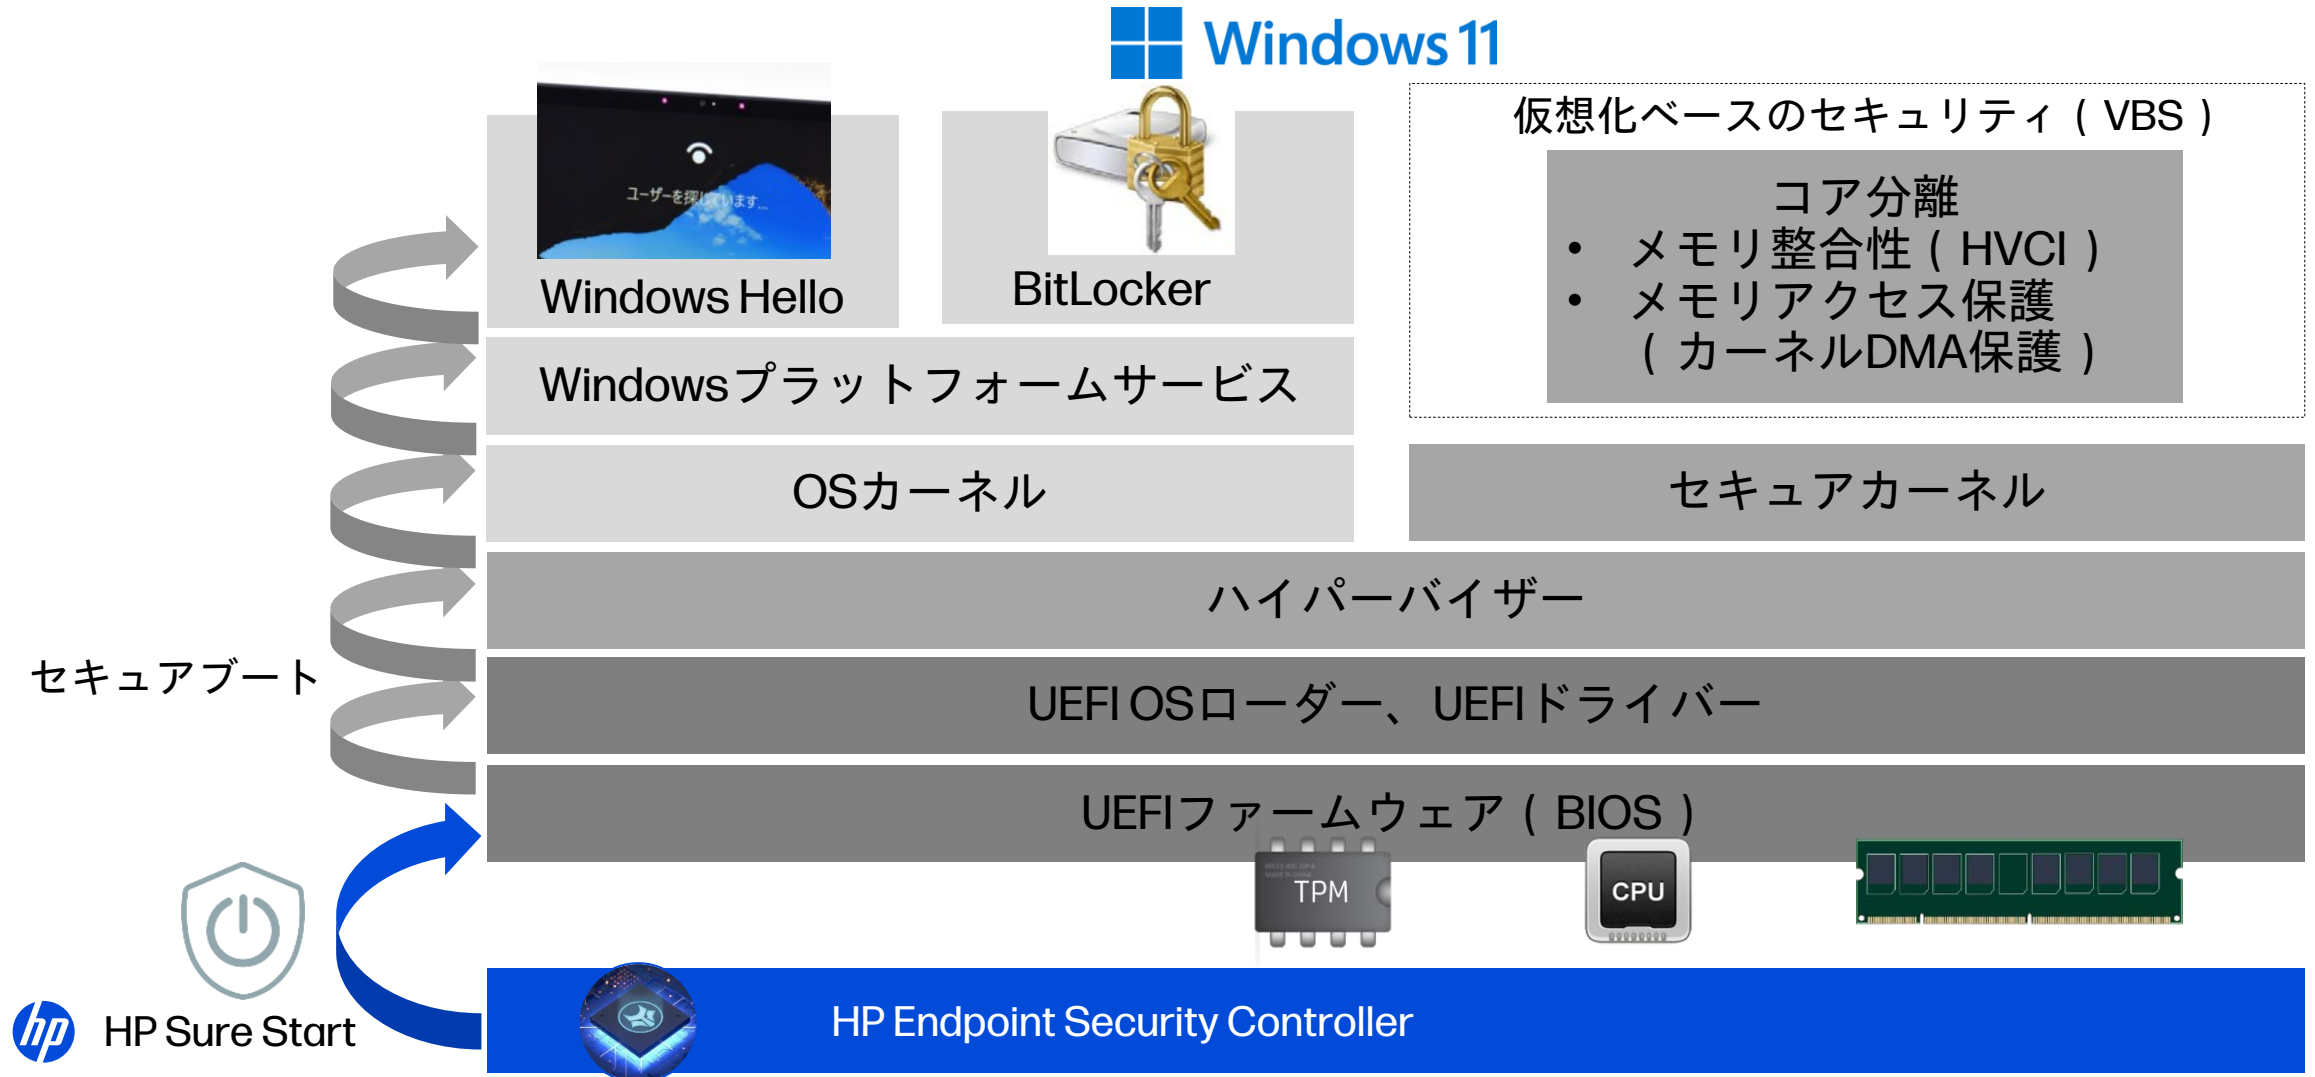 Windows 11
ユーザーを探しています...
Windows Hello
BitLocker
仮想化ベースのセキュリティ(VBS)
コア分離
• メモリ整合性(HVCI)
• メモリアクセス保護
(カーネルDMA保護)
Windowsプラットフォームサービス
OSカーネル
セキュアカーネル
ハイパーバイザー
セキュアブート
UEFI OSローダー、UEFIドライバー
UEFIファームウェア(BIOS)
TPM
CPU
hp
HP Sure Start
HP Endpoint Security Controller